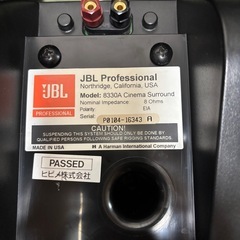 JBL Professional
Northridge, California, USA
Model: 8330A Cinema Surround
Nominal Impedance 8 Ohms
Polarity: EIA
Serial: P0104-16343 A
JBL
PROFESSIONAL
CAUTION!
SUSPENDING THIS SYSTEM SHOULD ONLY BE DONE BY
QUALIFIED PERSONS FOLLOWING SAFE RIGGING STANDARDS.
MADE IN USA
H A Harman International Company
PASSED
ヒビノ株式会社